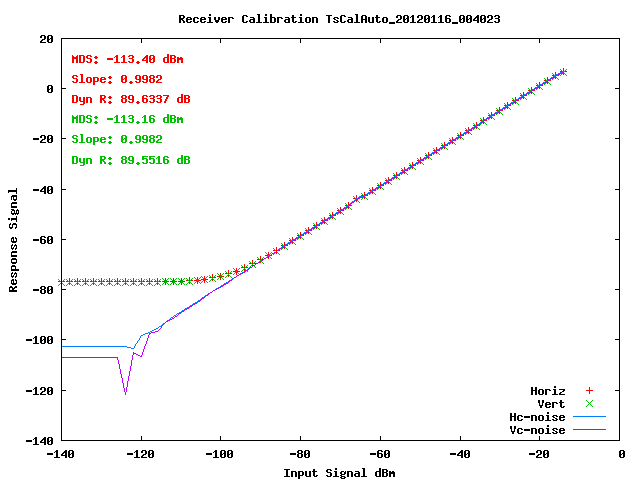 Receiver Calibration TsCalAuto_20120116_004023
20
0
-20
-40
-60
-80
-100
-120
-140
Response Signal
MDS: -113.40 dBm
Slope: 0.9982
Dyn R: 89.6337 dB
MDS: -113.16 dBm
Slope: 0.9982
Dyn R: 89.5516 dB
Horiz
Vert
Hc-noise
Vc-noise
-140 -120 -100 -80 -60 -40 -20 0
Input Signal dBm